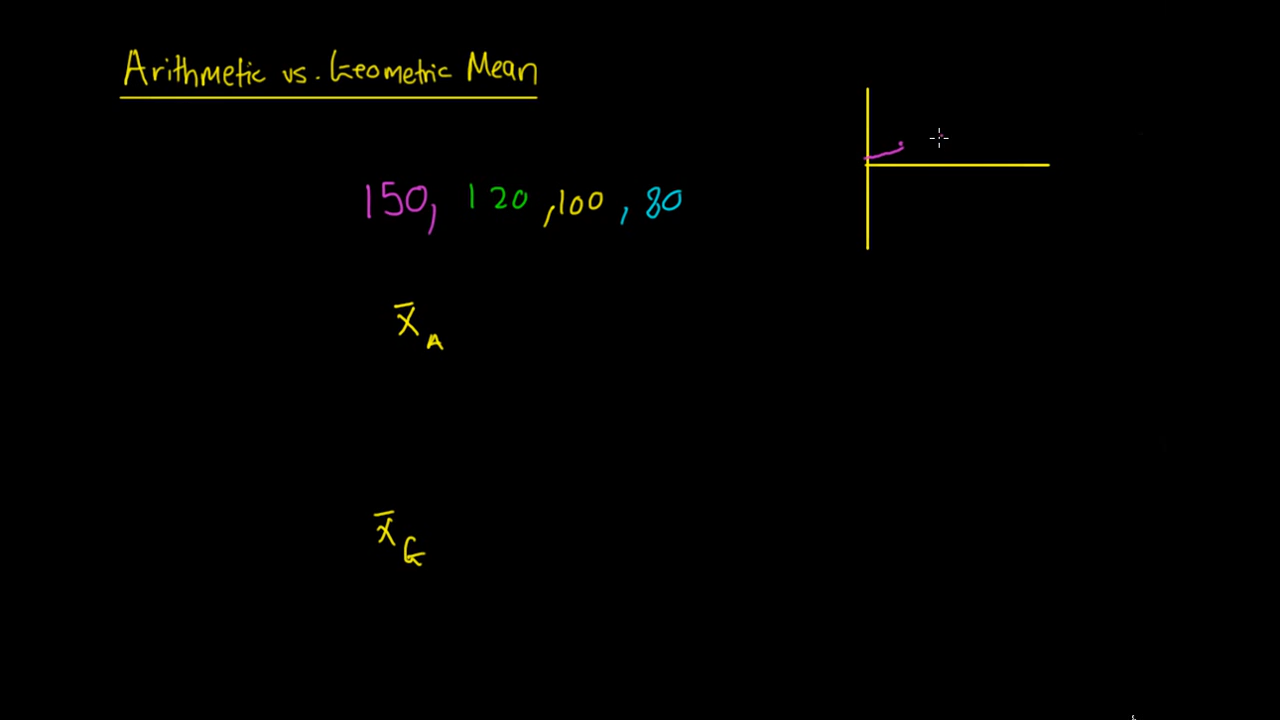 Arithmetic vs. Geometric Mean
150, 120, 100, 80
x̄ A
x̄ G